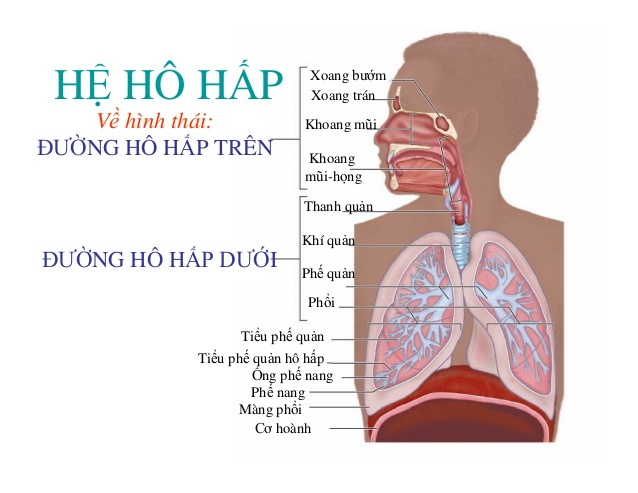 HỆ HÔ HẤP
Về hình thái:
ĐƯỜNG HÔ HẤP TRÊN
Xoang bướm
Xoang trán
Khoang mũi
Khoang
mũi-họng
ĐƯỜNG HÔ HẤP DƯỚI
Thanh quản
Khí quản
Phế quản
Phổi
Tiểu phế quản
Tiểu phế quản hô hấp
Ống phế nang
Phế nang
Màng phổi
Cơ hoành